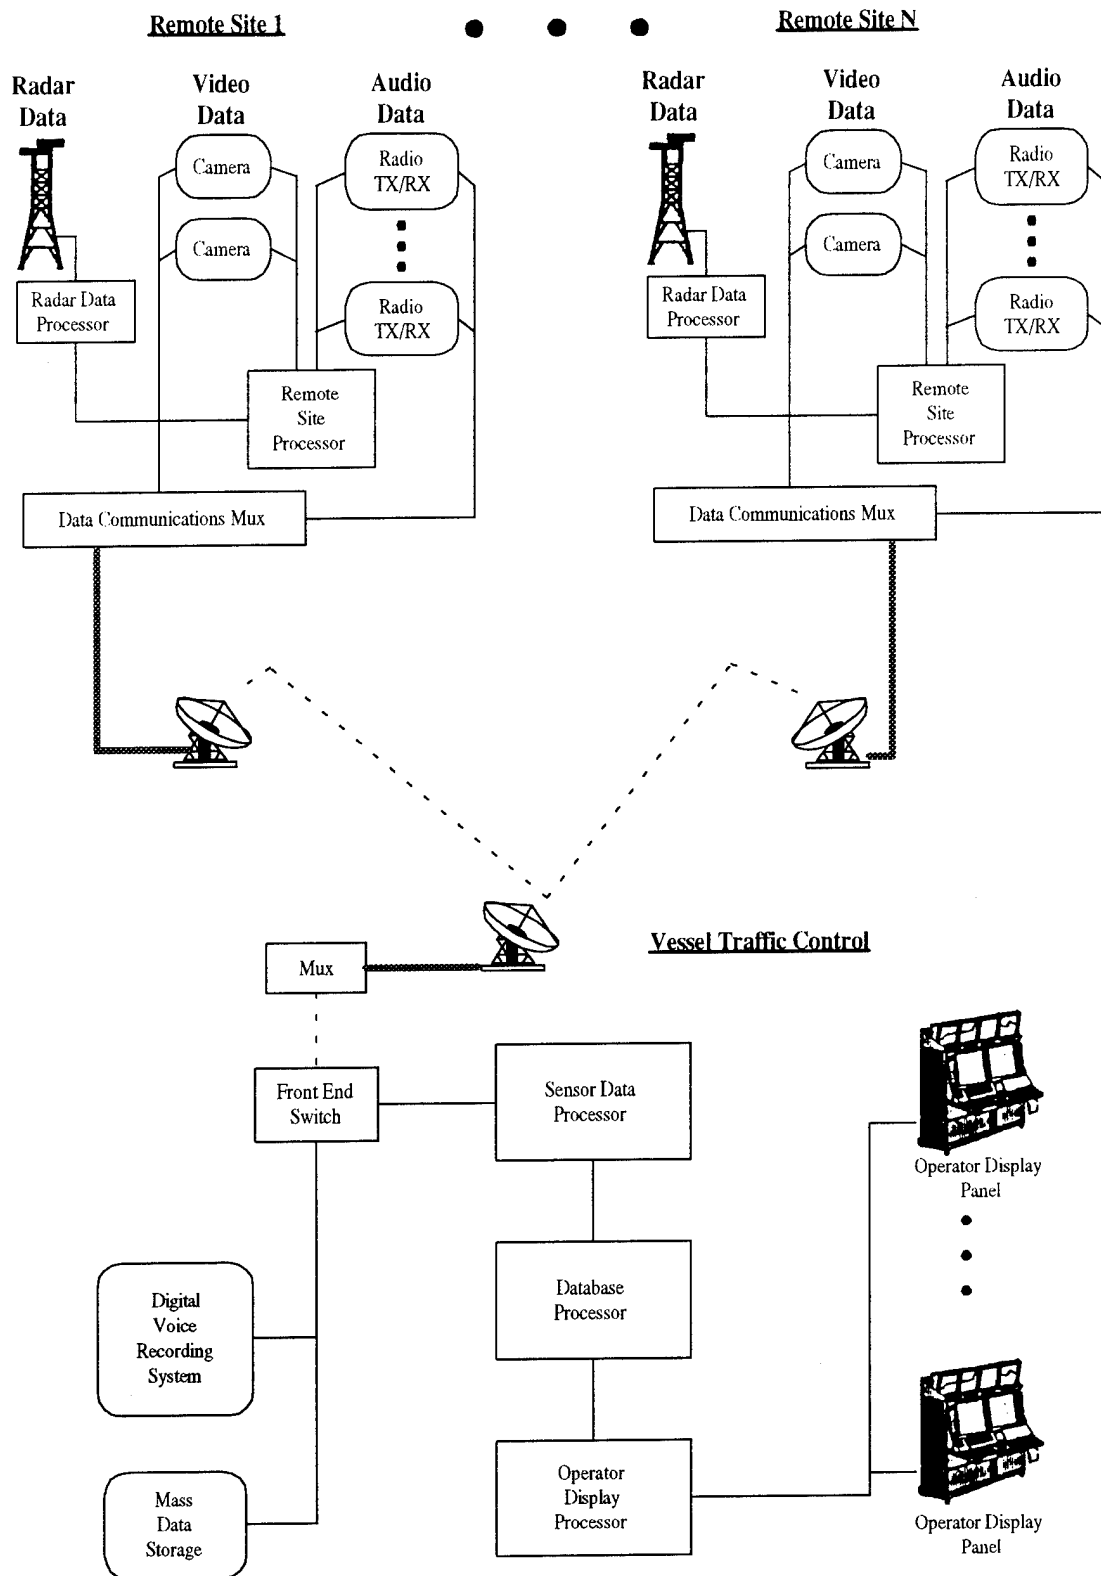 Remote Site 1
Remote Site N
Radar
Data
Video
Data
Audio
Data
Radar
Data
Video
Data
Audio
Data
Camera
Radio
TX/RX
Camera
Radio
TX/RX
Camera
Camera
Radar Data
Processor
Radio
TX/RX
Radar Data
Processor
Radio
TX/RX
Remote
Site
Processor
Remote
Site
Processor
Data Communications Mux
Data Communications Mux
Vessel Traffic Control
Mux
Front End
Switch
Sensor Data
Processor
Operator Display
Panel
Digital
Voice
Recording
System
Database
Processor
Mass
Data
Storage
Operator
Display
Processor
Operator Display
Panel